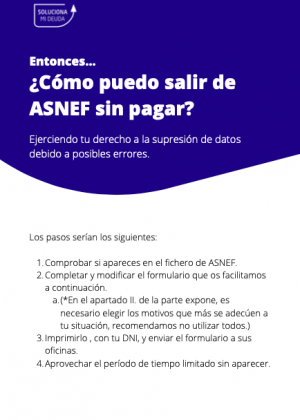 SOLUCIONA
MI DEUDA
Entonces...
¿Cómo puedo salir de
ASNEF sin pagar?
Ejerciendo tu derecho a la supresión de datos
debido a posibles errores.
Los pasos serían los siguientes:
1. Comprobar si apareces en el fichero de ASNEF.
2. Completar y modificar el formulario que os facilitamos
a continuación.
a. (*En el apartado II. de la parte expone, es
necesario elegir los motivos que más se adecúen a
tu situación, recomendamos no utilizar todos.)
3. Imprimirlo , con tu DNI, y enviar el formulario a sus
oficinas.
4. Aprovechar el período de tiempo limitado sin aparecer.